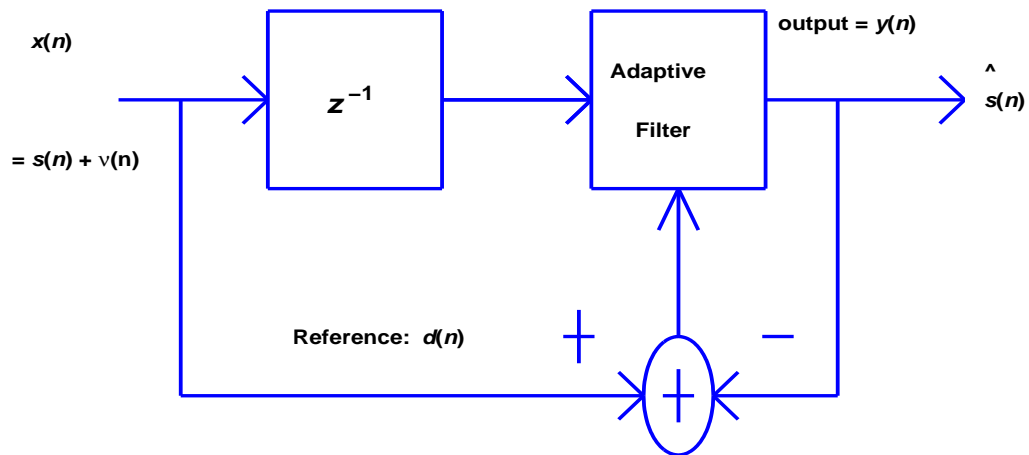 x(n)
output = y(n)
Adaptive
^
z⁻¹
s(n)
Filter
= s(n) + ν(n)
Reference: d(n)
+
−
+